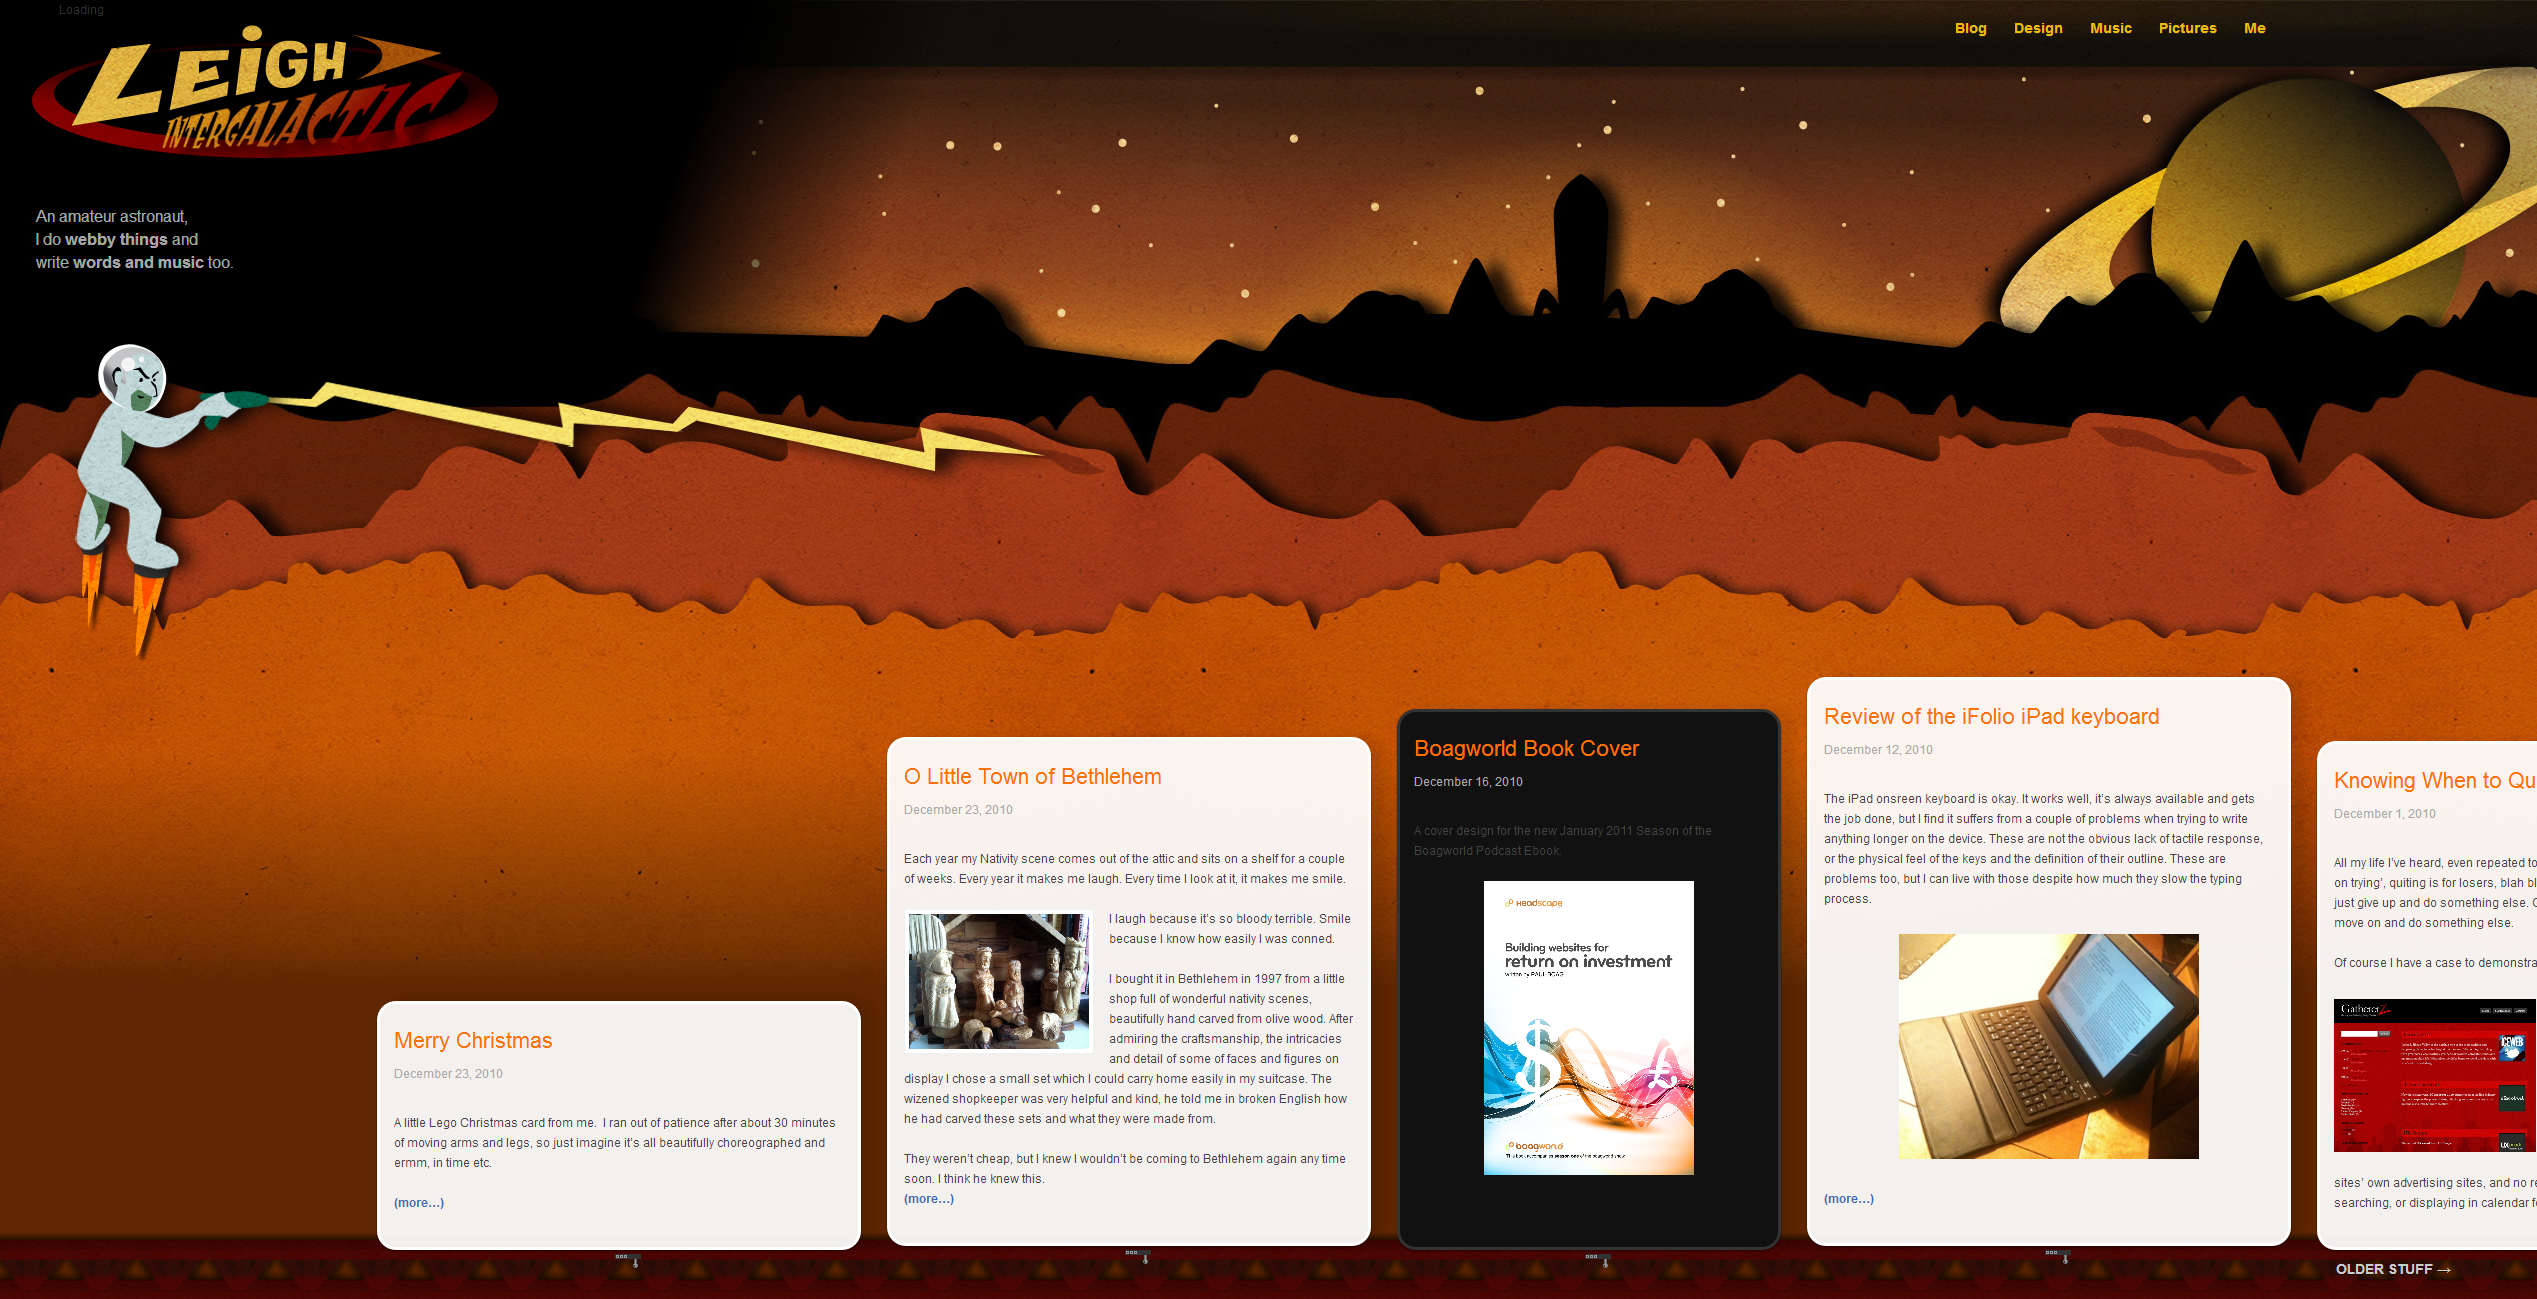 Loading
LEIGH
INTERGALACTIC
Blog Design Music Pictures Me
An amateur astronaut,
I do webby things and
write words and music too.
Merry Christmas
December 23, 2010
A little Lego Christmas card from me.  I ran out of patience after about 30 minutes
of moving arms and legs, so just imagine it's all beautifully choreographed and
ermm, in time etc.
(more…)
O Little Town of Bethlehem
December 23, 2010
Each year my Nativity scene comes out of the attic and sits on a shelf for a couple
of weeks. Every year it makes me laugh. Every time I look at it, it makes me smile.
I laugh because it's so bloody terrible. Smile
because I know how easily I was conned.
I bought it in Bethlehem in 1997 from a little
shop full of wonderful nativity scenes,
beautifully hand carved from olive wood. After
admiring the craftsmanship, the intricacies
and detail of some of faces and figures on
display I chose a small set which I could carry home easily in my suitcase. The
wizened shopkeeper was very helpful and kind, he told me in broken English how
he had carved these sets and what they were made from.
They weren't cheap, but I knew I wouldn't be coming to Bethlehem again any time
soon. I think he knew this.
(more…)
Boagworld Book Cover
December 16, 2010
A cover design for the new January 2011 Season of the
Boagworld Podcast Ebook.
Headscape
Building websites for
return on investment
written by PAUL BOAG
$ £
boagworld
This book accompanies season one of the boagworld show
Review of the iFolio iPad keyboard
December 12, 2010
The iPad onsreen keyboard is okay. It works well, it's always available and gets
the job done, but I find it suffers from a couple of problems when trying to write
anything longer on the device. These are not the obvious lack of tactile response,
or the physical feel of the keys and the definition of their outline. These are
problems too, but I can live with those despite how much they slow the typing
process.
(more…)
Knowing When to Qu
December 1, 2010
All my life I've heard, even repeated to
on trying', quiting is for losers, blah bl
just give up and do something else. C
move on and do something else.
Of course I have a case to demonstra
Gatherer
ICEWEB
sites' own advertising sites, and no re
searching, or displaying in calendar f
OLDER STUFF →